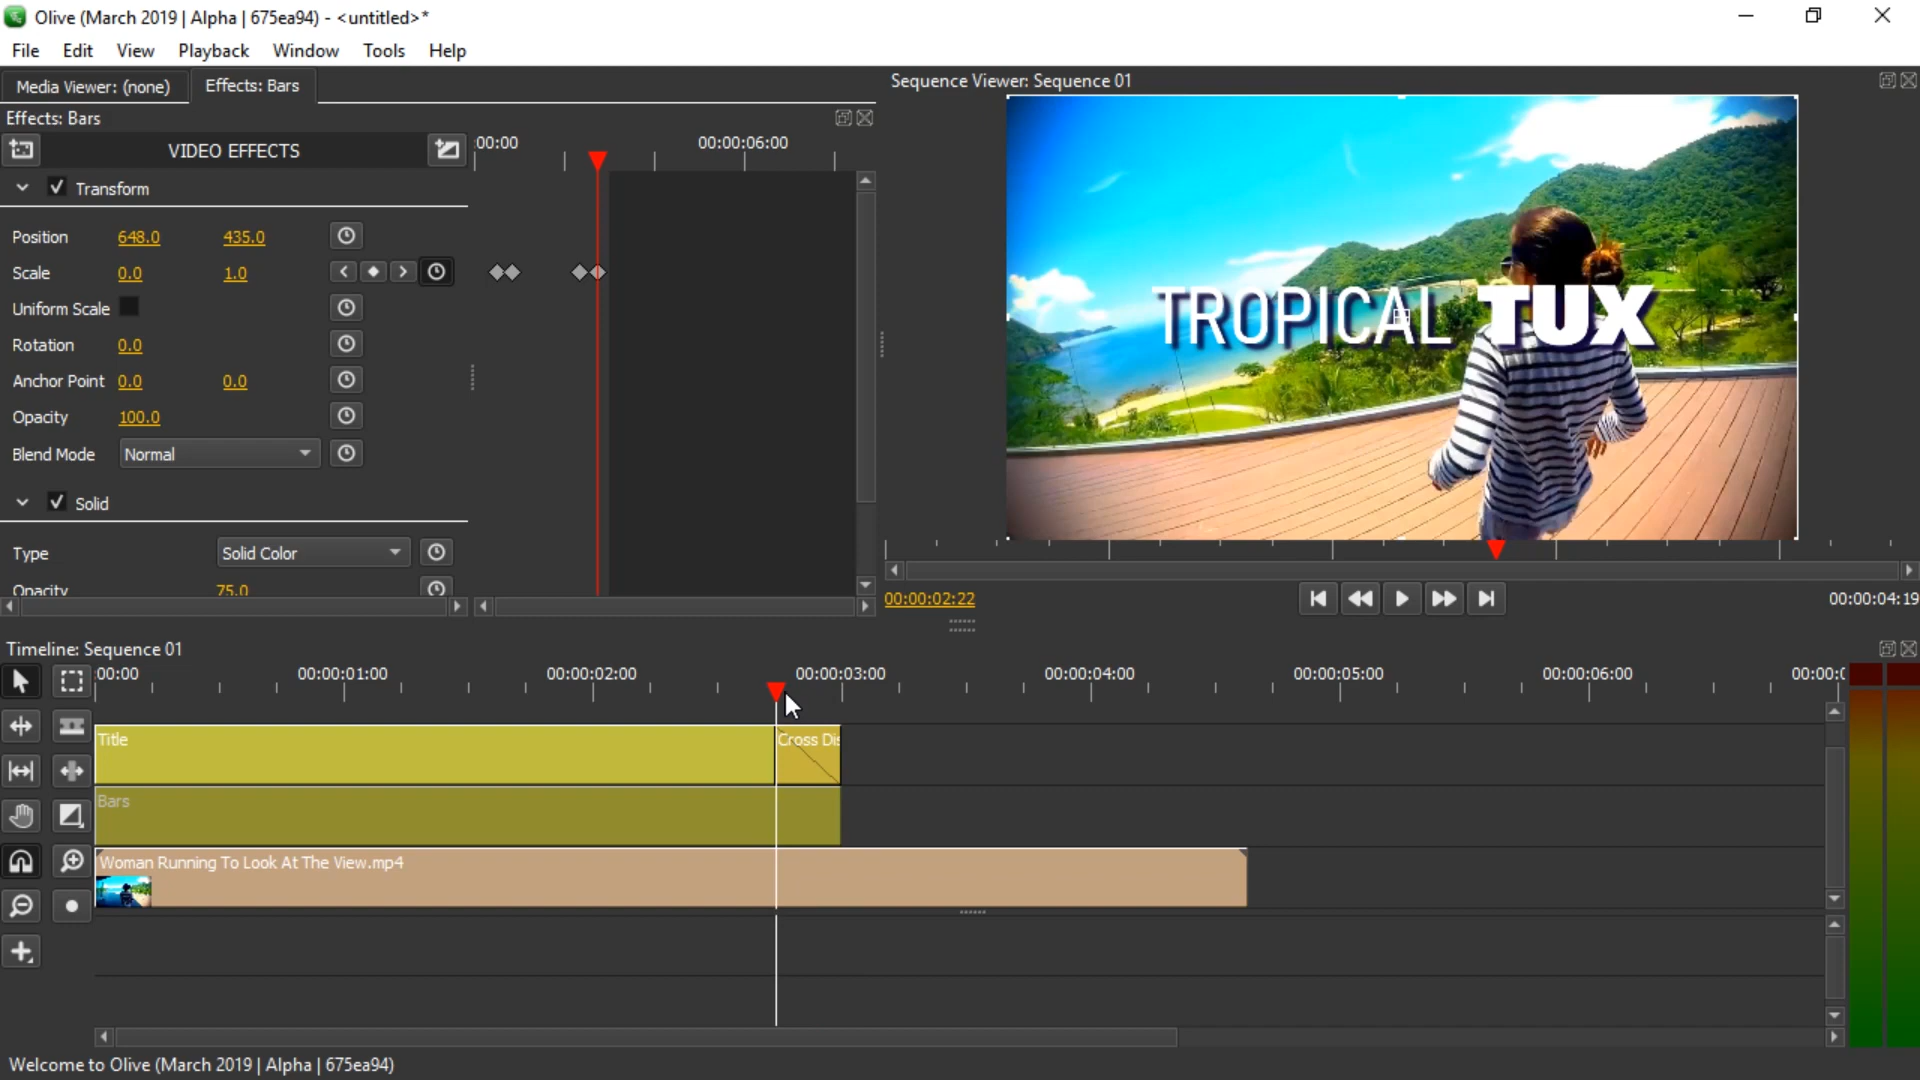 Olive (March 2019 | Alpha | 675ea94) - <untitled>*
File Edit View Playback Window Tools Help
Media Viewer: (none) Effects: Bars
Effects: Bars
VIDEO EFFECTS
:00:00 00:00:06:00
Transform
Position 648.0 435.0
Scale 0.0 1.0
Uniform Scale
Rotation 0.0
Anchor Point 0.0 0.0
Opacity 100.0
Blend Mode Normal
Solid
Type Solid Color
Opacity 75.0
Sequence Viewer: Sequence 01
TROPICAL TUX
00:00:02:22
00:00:04:19
Timeline: Sequence 01
:00:00 00:00:01:00 00:00:02:00 00:00:03:00 00:00:04:00 00:00:05:00 00:00:06:00 00:00:0
Title Cross Dis
Bars
Woman Running To Look At The View.mp4
Welcome to Olive (March 2019 | Alpha | 675ea94)